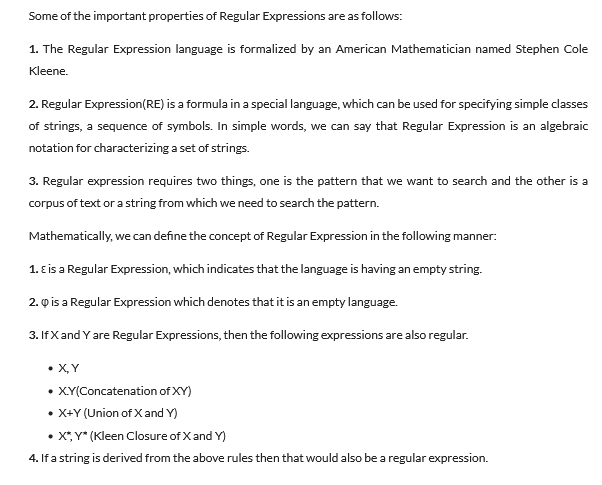 Some of the important properties of Regular Expressions are as follows:
1. The Regular Expression language is formalized by an American Mathematician named Stephen Cole
Kleene.
2. Regular Expression(RE) is a formula in a special language, which can be used for specifying simple classes
of strings, a sequence of symbols. In simple words, we can say that Regular Expression is an algebraic
notation for characterizing a set of strings.
3. Regular expression requires two things, one is the pattern that we want to search and the other is a
corpus of text or a string from which we need to search the pattern.
Mathematically, we can define the concept of Regular Expression in the following manner:
1. ε is a Regular Expression, which indicates that the language is having an empty string.
2. φ is a Regular Expression which denotes that it is an empty language.
3. If X and Y are Regular Expressions, then the following expressions are also regular.
• X, Y
• X.Y(Concatenation of XY)
• X+Y (Union of X and Y)
• X*, Y* (Kleen Closure of X and Y)
4. If a string is derived from the above rules then that would also be a regular expression.